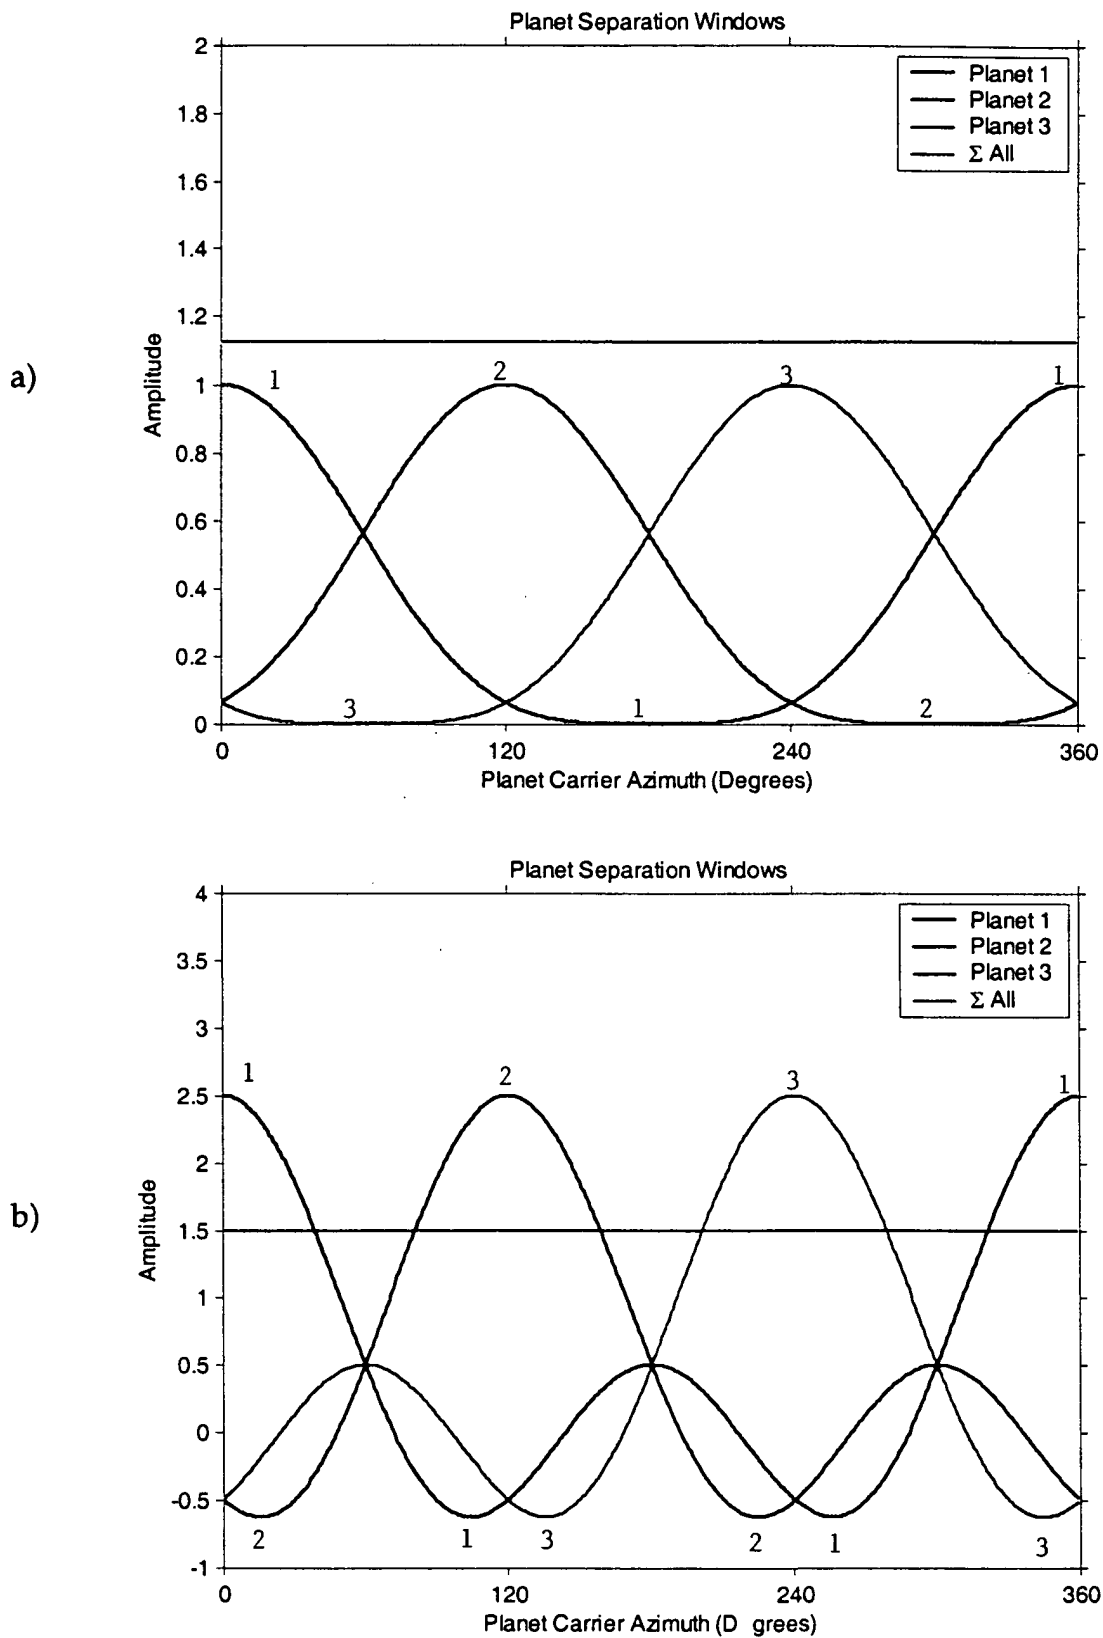 Planet Separation Windows
2
Planet 1
Planet 2
1.8
Planet 3
Σ All
1.6
1.4
1.2
a)
Amplitude
1
1
2
3
1
0.8
0.6
0.4
0.2
3
1
2
0
0
120
240
360
Planet Carrier Azimuth (Degrees)
Planet Separation Windows
4
Planet 1
Planet 2
3.5
Planet 3
Σ All
3
1
2
3
1
2.5
2
b)
Amplitude
1.5
1
0.5
0
-0.5
2
1
3
2
1
3
-1
0
120
240
360
Planet Carrier Azimuth (D grees)